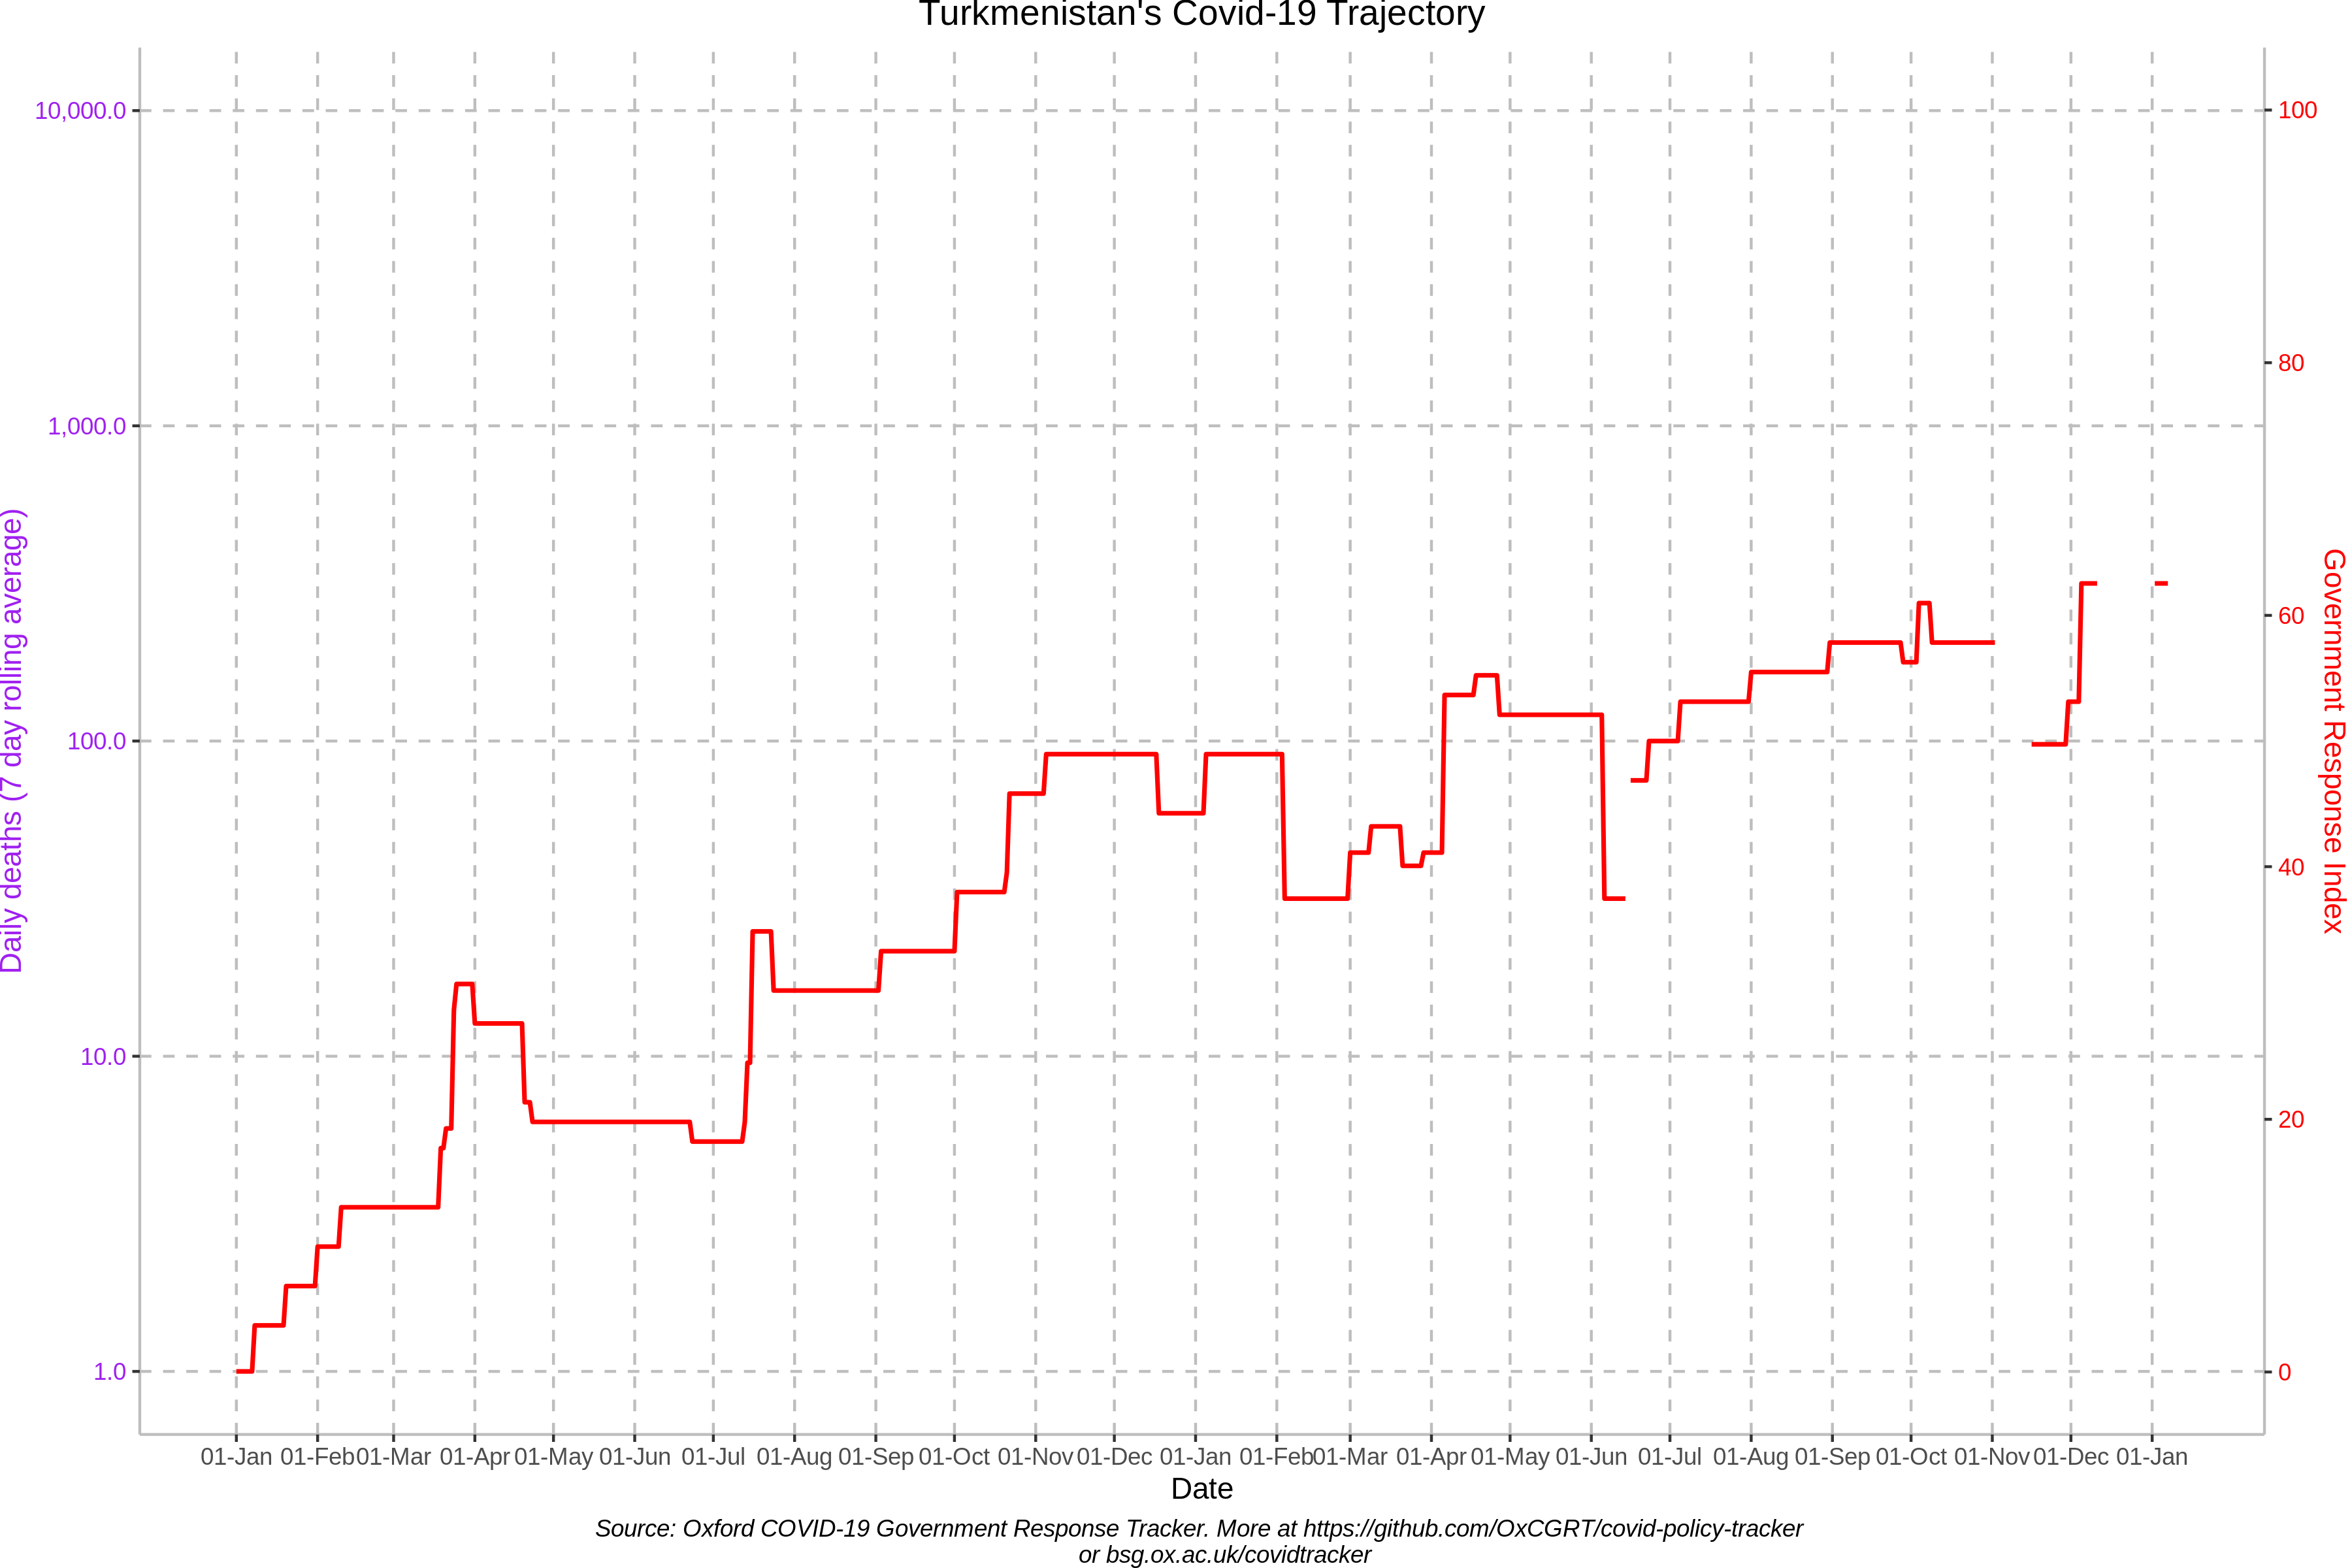 Turkmenistan's Covid-19 Trajectory
10,000.0
1,000.0
100.0
10.0
1.0
Daily deaths (7 day rolling average)
100
80
60
40
20
0
Government Response Index
01-Jan 01-Feb 01-Mar 01-Apr 01-May 01-Jun 01-Jul 01-Aug 01-Sep 01-Oct 01-Nov 01-Dec 01-Jan 01-Feb 01-Mar 01-Apr 01-May 01-Jun 01-Jul 01-Aug 01-Sep 01-Oct 01-Nov 01-Dec 01-Jan
Date
Source: Oxford COVID-19 Government Response Tracker. More at https://github.com/OxCGRT/covid-policy-tracker
or bsg.ox.ac.uk/covidtracker